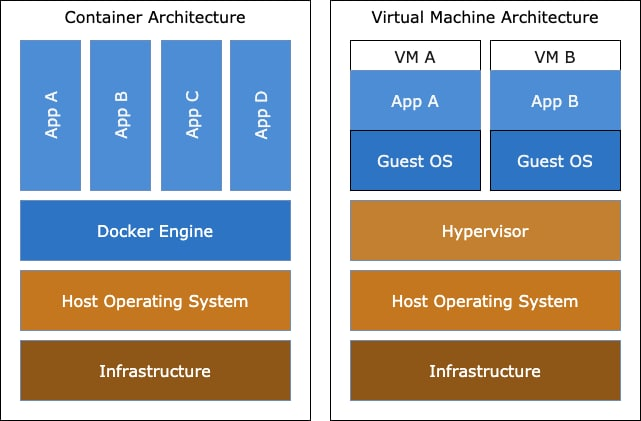 Container Architecture
App A
App B
App C
App D
Docker Engine
Host Operating System
Infrastructure
Virtual Machine Architecture
VM A
VM B
App A
App B
Guest OS
Guest OS
Hypervisor
Host Operating System
Infrastructure